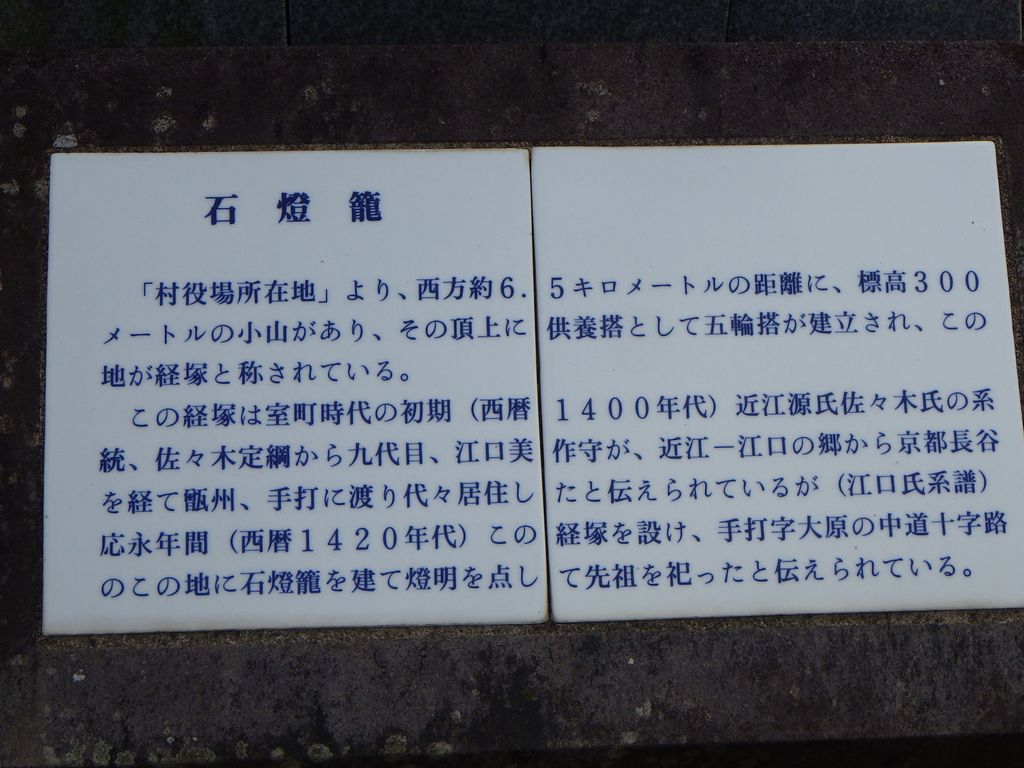 石燈籠
「村役場所在地」より、西方約6.5キロメートルの距離に、標高300
メートルの小山があり、その頂上に供養搭として五輪搭が建立され、この
地が経塚と称されている。
この経塚は室町時代の初期（西暦1400年代）近江源氏佐々木氏の系
統、佐々木定綱から九代目、江口美作守が、近江－江口の郷から京都長谷
を経て甑州、手打に渡り代々居住したと伝えられているが（江口氏系譜）
応永年間（西暦1420年代）この経塚を設け、手打字大原の中道十字路
のこの地に石燈籠を建て燈明を点して先祖を祀ったと伝えられている。